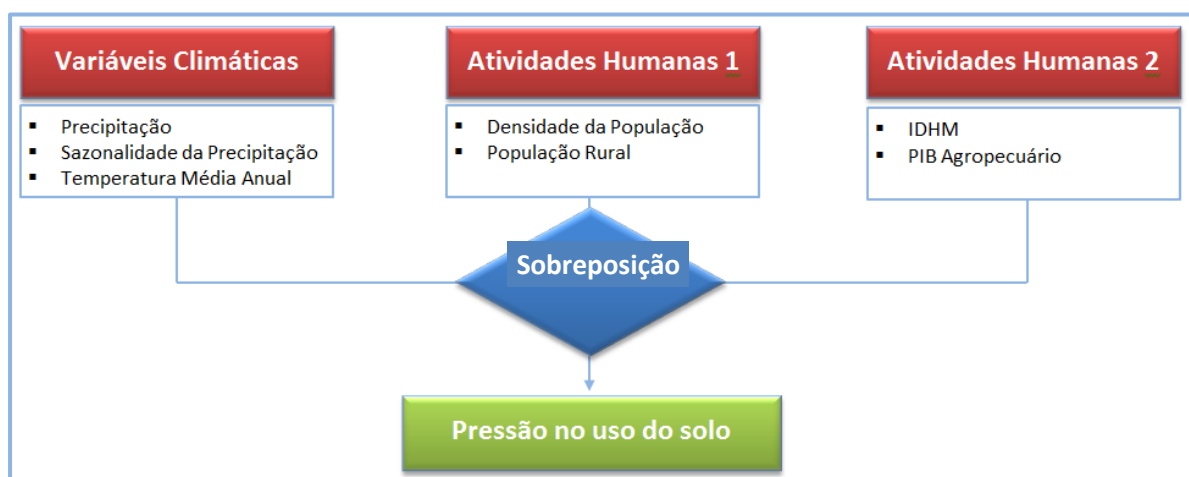 Variáveis Climáticas
▪ Precipitação
▪ Sazonalidade da Precipitação
▪ Temperatura Média Anual
Atividades Humanas 1
▪ Densidade da População
▪ População Rural
Atividades Humanas 2
▪ IDHM
▪ PIB Agropecuário
Sobreposição
Pressão no uso do solo